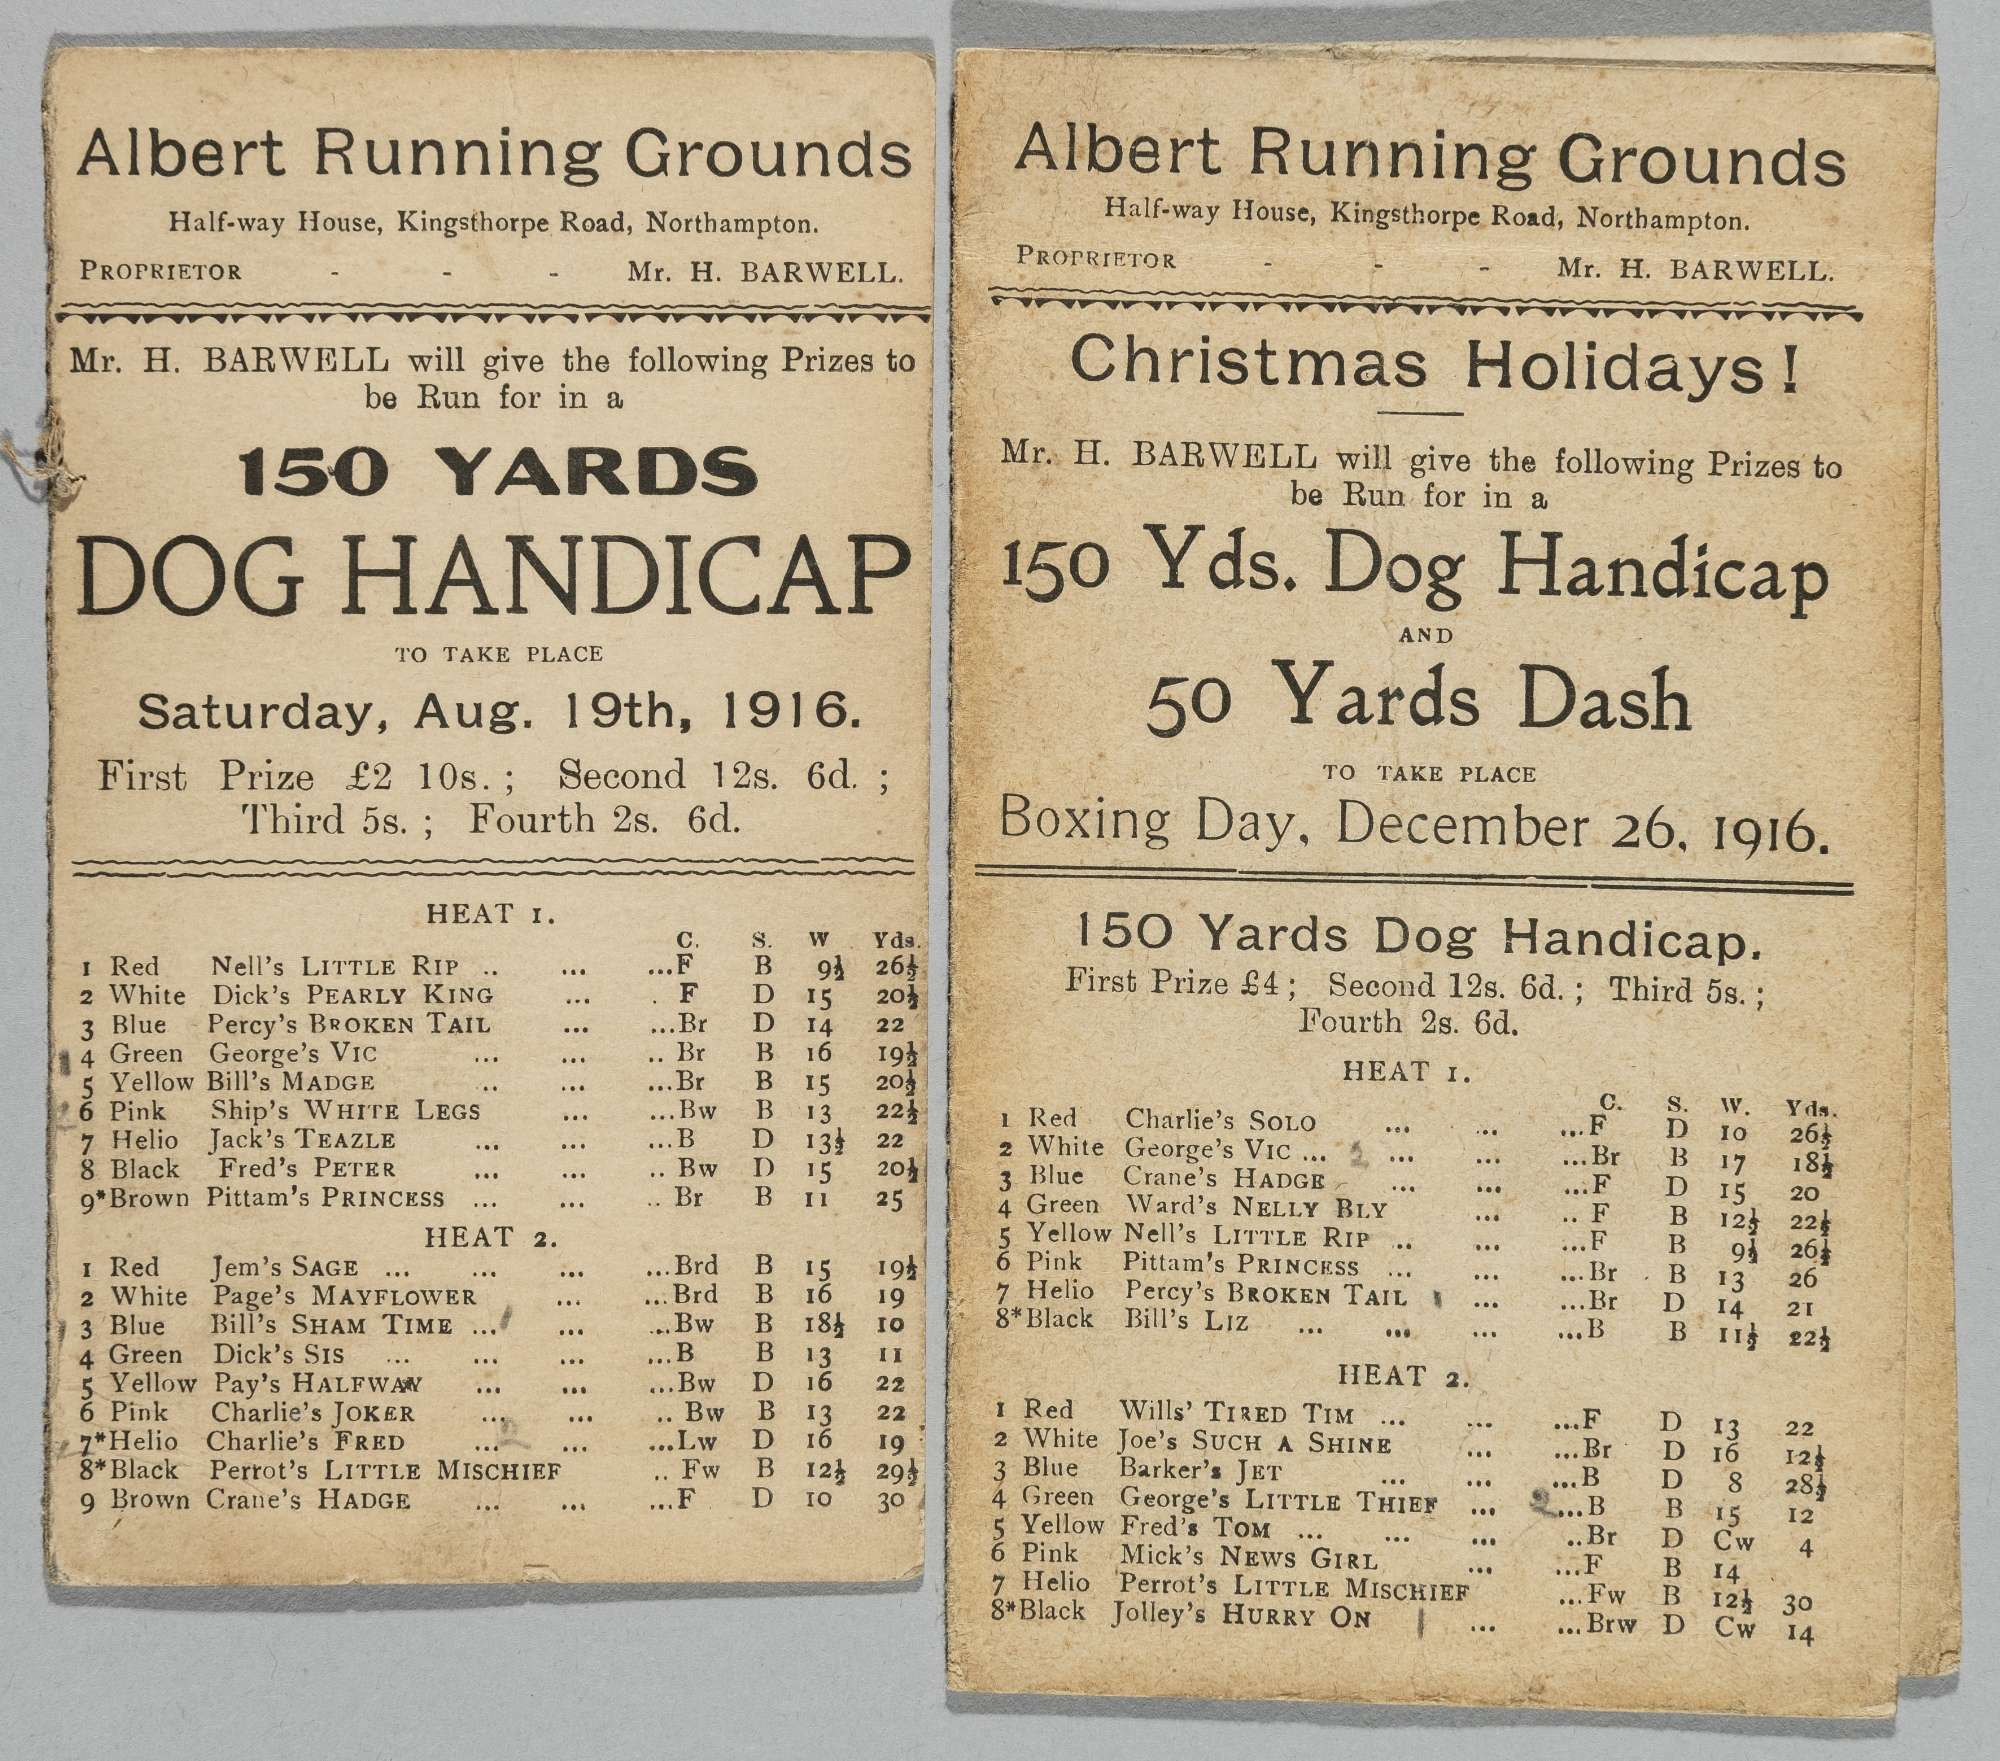 Albert Running Grounds
Half-way House, Kingsthorpe Road, Northampton.
PROPRIETOR - - - Mr. H. BARWELL.
Mr. H. BARWELL will give the following Prizes to
be Run for in a
150 YARDS
DOG HANDICAP
TO TAKE PLACE
Saturday, Aug. 19th, 1916.
First Prize £2 10s. ; Second 12s. 6d. ;
Third 5s. ; Fourth 2s. 6d.
HEAT 1.
C. S. W Yds.
1 Red Nell's LITTLE RIP .. ... ...F B 9½ 26½
2 White Dick's PEARLY KING ... . F D 15 20½
3 Blue Percy's BROKEN TAIL ... ...Br D 14 22
4 Green George's VIC ... ... .. Br B 16 19½
5 Yellow Bill's MADGE .. ... ...Br B 15 20½
6 Pink Ship's WHITE LEGS ... ...Bw B 13 22½
7 Helio Jack's TEAZLE ... ... ...B D 13½ 22
8 Black Fred's PETER ... ... .. Bw D 15 20½
9*Brown Pittam's PRINCESS ... ... .. Br B 11 25
HEAT 2.
1 Red Jem's SAGE ... ... ... ...Brd B 15 19½
2 White Page's MAYFLOWER ... ...Brd B 16 19
3 Blue Bill's SHAM TIME ... ... ...Bw B 18½ 10
4 Green Dick's SIS ... ... ... ...B B 13 11
5 Yellow Pay's HALFWAY ... ... ...Bw D 16 22
6 Pink Charlie's JOKER ... ... .. Bw B 13 22
7*Helio Charlie's FRED ... 2 ... ...Lw D 16 19
8*Black Perrot's LITTLE MISCHIEF .. Fw B 12½ 29½
9 Brown Crane's HADGE ... ... ...F D 10 30
Albert Running Grounds
Half-way House, Kingsthorpe Road, Northampton.
PROPRIETOR - - - Mr. H. BARWELL.
Christmas Holidays!
Mr. H. BARWELL will give the following Prizes to
be Run for in a
150 Yds. Dog Handicap
AND
50 Yards Dash
TO TAKE PLACE
Boxing Day, December 26, 1916.
150 Yards Dog Handicap.
First Prize £4 ; Second 12s. 6d. ; Third 5s. ;
Fourth 2s. 6d.
HEAT 1.
C. S. W. Yds.
1 Red Charlie's SOLO ... ... ...F D 10 26½
2 White George's VIC ... 2 ... ... ...Br B 17 18½
3 Blue Crane's HADGE ... ... ...F D 15 20
4 Green Ward's NELLY BLY ... .. F B 12½ 22½
5 Yellow Nell's LITTLE RIP .. ... ...F B 9½ 26½
6 Pink Pittam's PRINCESS ... ... ...Br B 13 26
7 Helio Percy's BROKEN TAIL ... ...Br D 14 21
8*Black Bill's LIZ ... ... ... ...B B 11½ 22½
HEAT 2.
1 Red Wills' TIRED TIM ... ... ...F D 13 22
2 White Joe's SUCH A SHINE ... ...Br D 16 12½
3 Blue Barker's JET ... ... ...B D 8 28½
4 Green George's LITTLE THIEF ... 2 ...B B 15 12
5 Yellow Fred's TOM ... ... ... ..Br D Cw 4
6 Pink Mick's NEWS GIRL ... ...F B 14
7 Helio Perrot's LITTLE MISCHIEF ...Fw B 12½ 30
8*Black Jolley's HURRY ON ... ...Brw D Cw 14